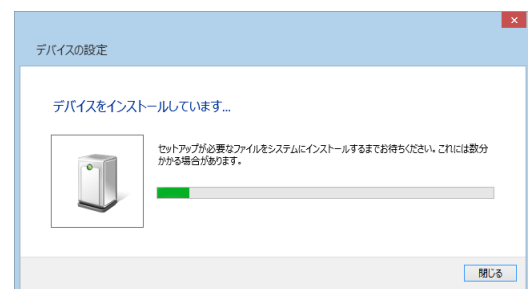 デバイスの設定
デバイスをインストールしています...
セットアップが必要なファイルをシステムにインストールするまでお待ちください。これには数分
かかる場合があります。
閉じる